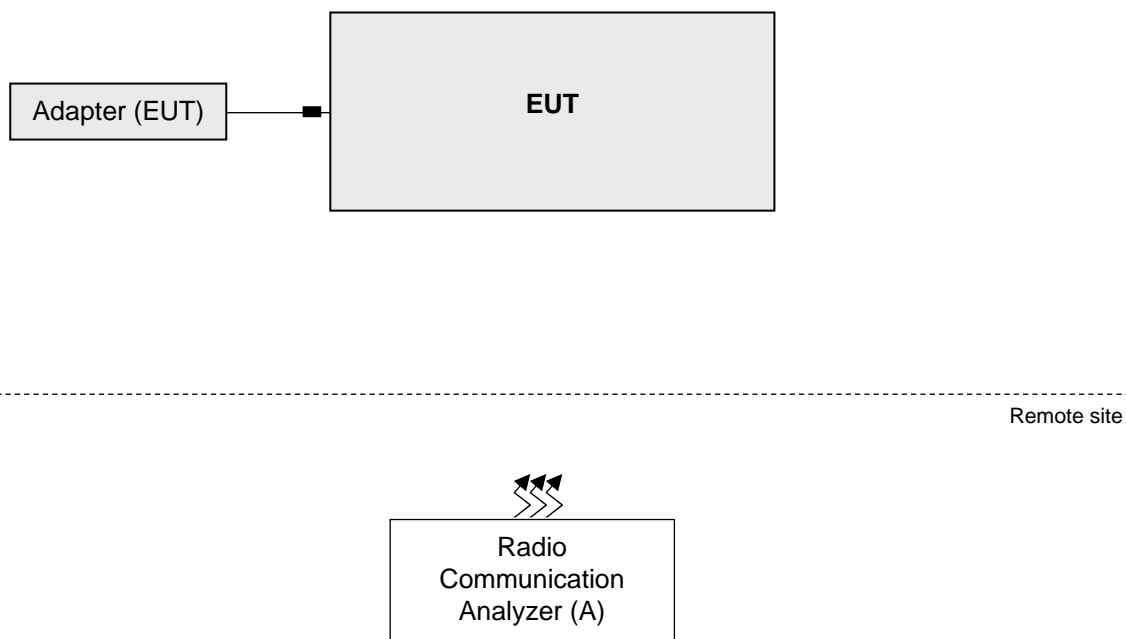 EUT
Adapter (EUT)
Remote site
Radio
Communication
Analyzer (A)